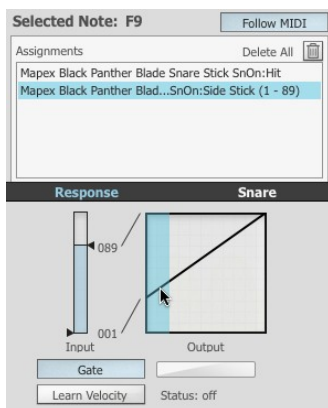 Selected Note: F9 Follow MIDI
Assignments Delete All
Mapex Black Panther Blade Snare Stick SnOn:Hit
Mapex Black Panther Blad...SnOn:Side Stick (1 - 89)
Response Snare
089
001
Input Output
Gate
Learn Velocity Status: off